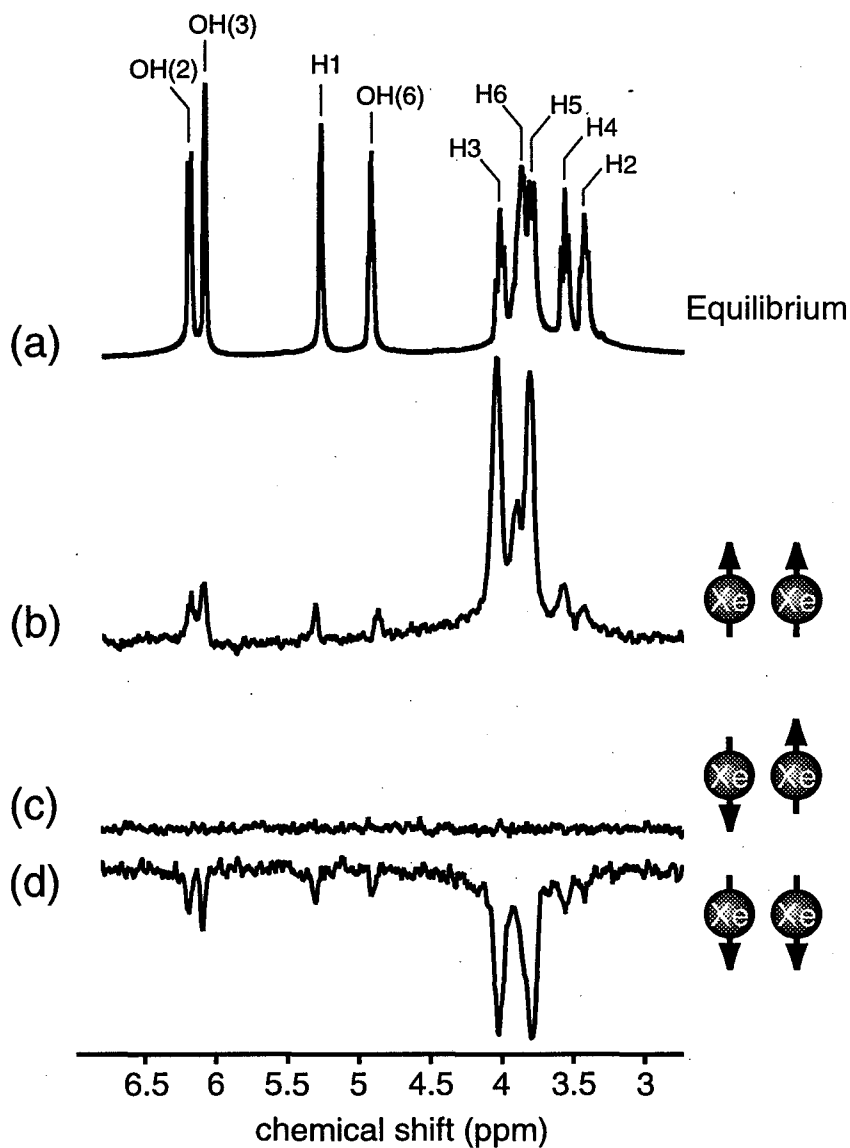 OH(3)
OH(2)
H1
OH(6)
H6
H5
H4
H3
H2
Equilibrium
(a)
(b)
Xe Xe
(c)
Xe Xe
(d)
Xe Xe
6.5 6 5.5 5 4.5 4 3.5 3
chemical shift (ppm)